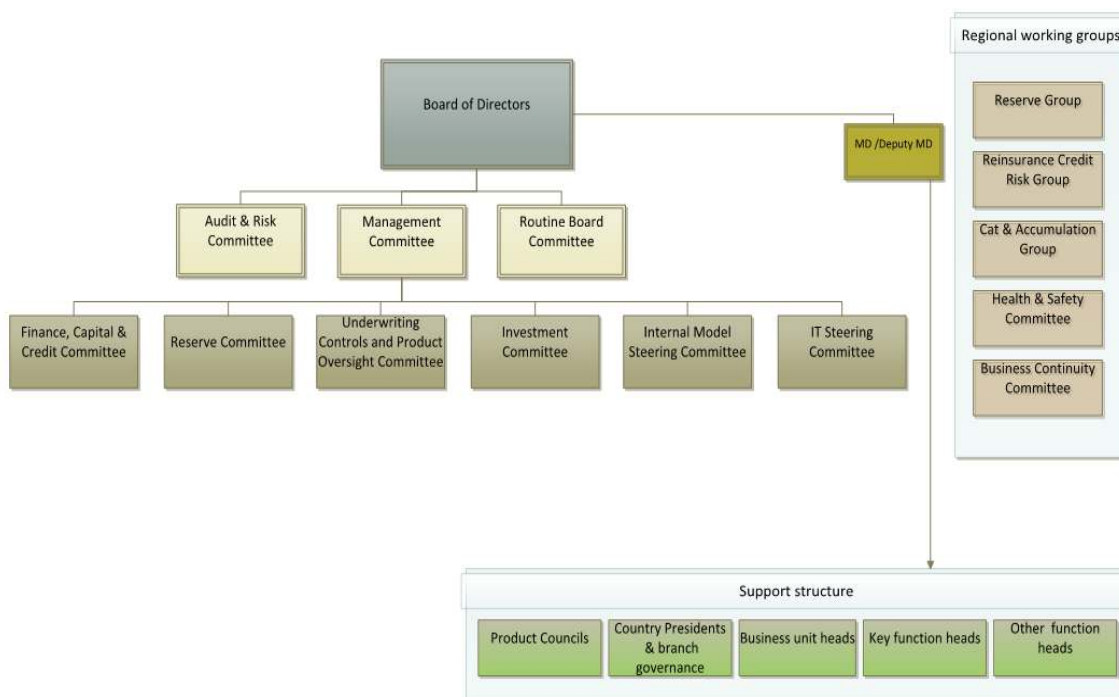 Regional working groups
Board of Directors
MD /Deputy MD
Reserve Group
Reinsurance Credit
Risk Group
Cat & Accumulation
Group
Health & Safety
Committee
Business Continuity
Committee
Audit & Risk
Committee
Management
Committee
Routine Board
Committee
Finance, Capital &
Credit Committee
Reserve Committee
Underwriting
Controls and Product
Oversight Committee
Investment
Committee
Internal Model
Steering Committee
IT Steering
Committee
Support structure
Product Councils
Country Presidents
& branch
governance
Business unit heads
Key function heads
Other function
heads